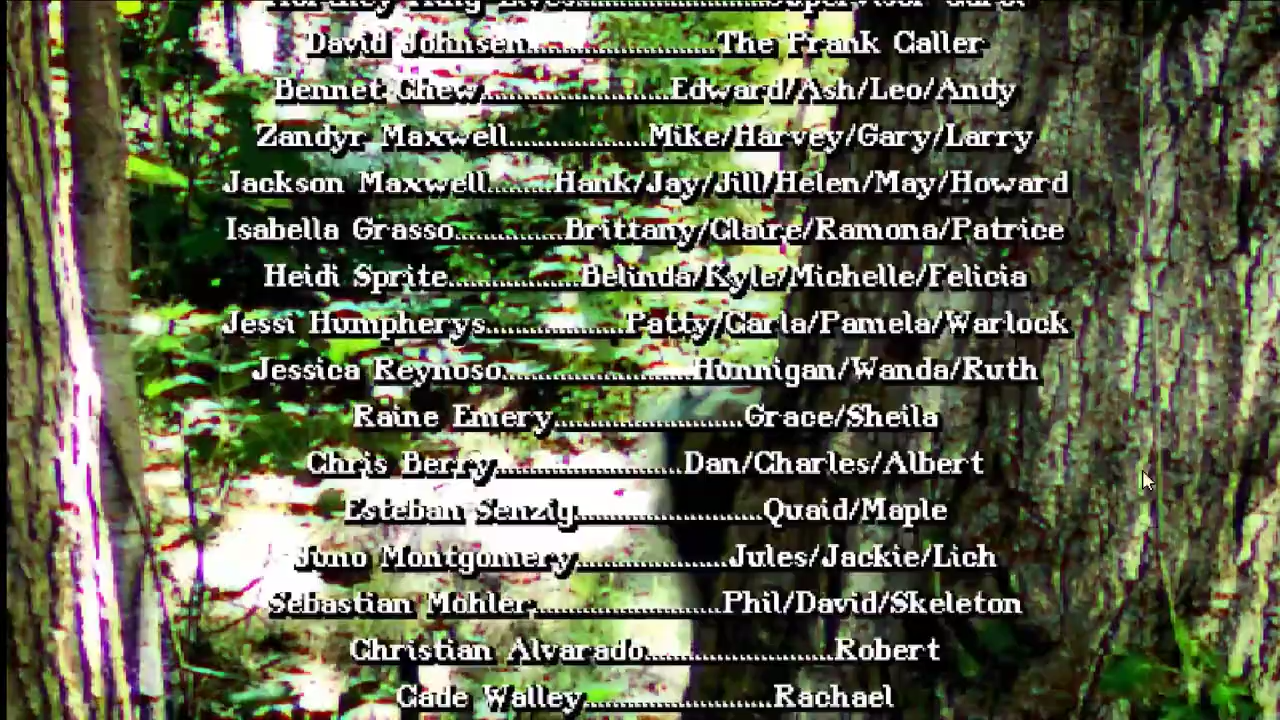 David Johnsen..........................The Prank Caller
Bennet Chew..........................Edward/Ash/Leo/Andy
Zandyr Maxwell...................Mike/Harvey/Gary/Larry
Jackson Maxwell.........Hank/Jay/Jill/Helen/May/Howard
Isabella Grasso...............Brittany/Claire/Ramona/Patrice
Heidi Sprite..................Belinda/Kyle/Michelle/Felicia
Jessi Humpherys...................Patty/Carla/Pamela/Warlock
Jessica Reynoso..........................Hunnigan/Wanda/Ruth
Raine Emery..........................Grace/Sheila
Chris Berry..........................Dan/Charles/Albert
Esteban Senzig..........................Quaid/Maple
Juno Montgomery.....................Jules/Jackie/Lich
Sebastian Mohler..........................Phil/David/Skeleton
Christian Alvarado..........................Robert
Cade Walley..........................Rachael